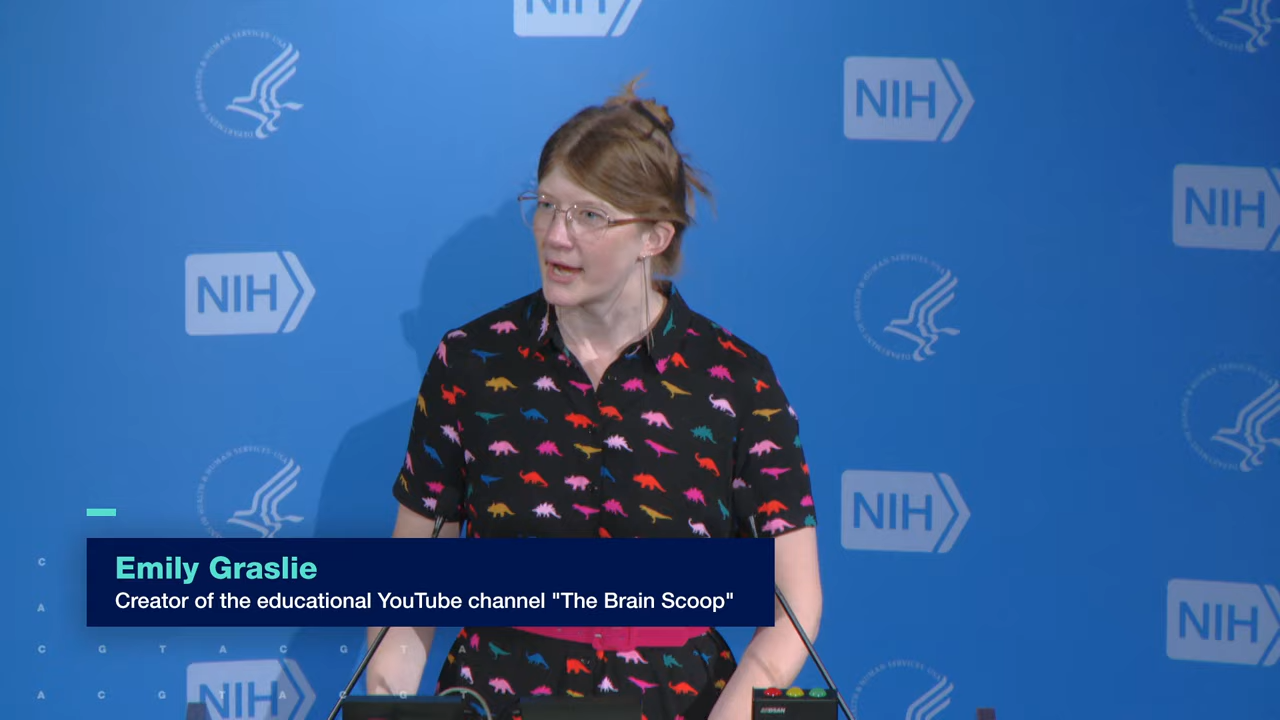 NIH
NIH
NIH
NIH
Emily Graslie
Creator of the educational YouTube channel "The Brain Scoop"
NIH
NIH
C
A
C G T A C G T A
A C G T A C G T
NIH